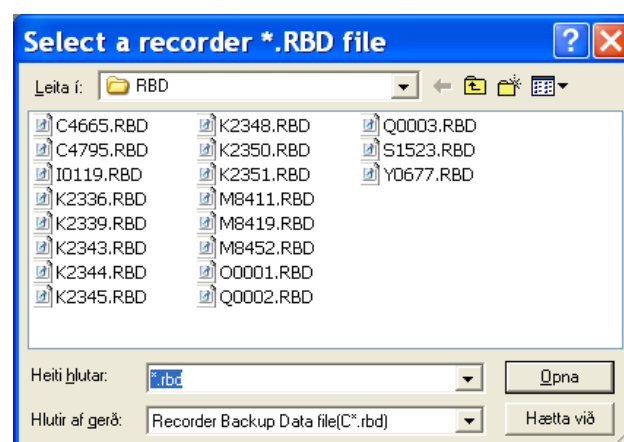 Select a recorder *.RBD file
Leita í: RBD
C4665.RBD K2348.RBD Q0003.RBD
C4795.RBD K2350.RBD S1523.RBD
I0119.RBD K2351.RBD Y0677.RBD
K2336.RBD M8411.RBD
K2339.RBD M8419.RBD
K2343.RBD M8452.RBD
K2344.RBD O0001.RBD
K2345.RBD Q0002.RBD
Heiti hlutar: *.rbd Opna
Hlutir af gerð: Recorder Backup Data file(C*.rbd) Hætta við